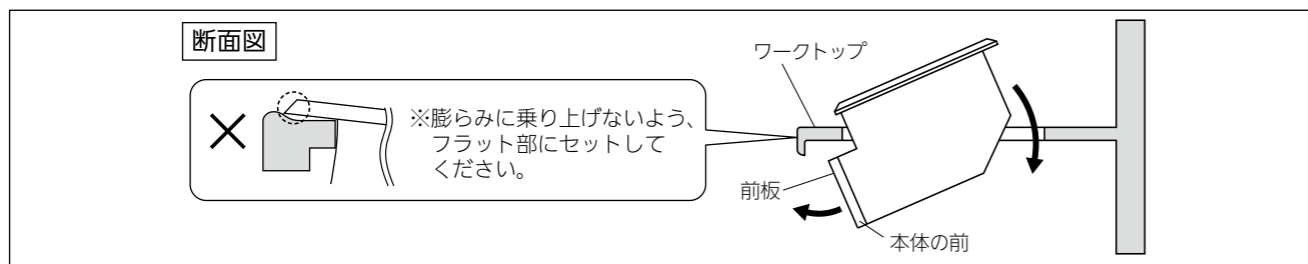 断面図
※膨らみに乗り上げないよう、
フラット部にセットして
ください。
ワークトップ
前板
本体の前